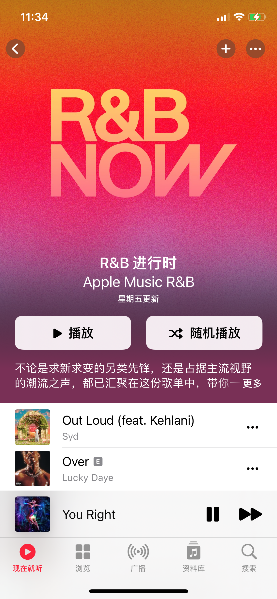 11:34
R&B
NOW
R&B 进行时
Apple Music R&B
星期五更新
播放
随机播放
不论是求新求变的另类先锋，还是占据主流视野
的潮流之声，都已汇聚在这份歌单中，带你一 更多
Out Loud (feat. Kehlani)
Syd
Over E
Lucky Daye
You Right
现在就听
浏览
广播
资料库
搜索